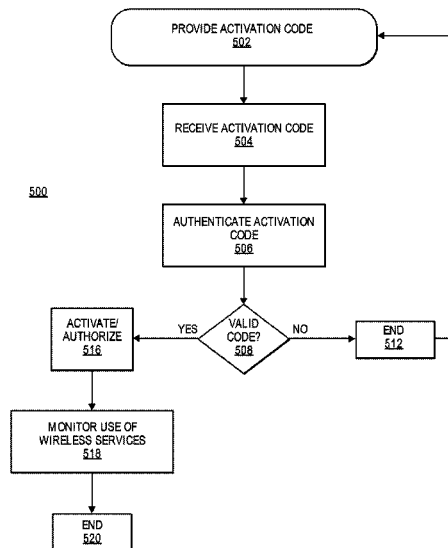 PROVIDE ACTIVATION CODE
502
RECEIVE ACTIVATION CODE
504
500
AUTHENTICATE ACTIVATION
CODE
506
VALID
CODE?
508
YES
NO
ACTIVATE/
AUTHORIZE
516
END
512
MONITOR USE OF
WIRELESS SERVICES
518
END
520